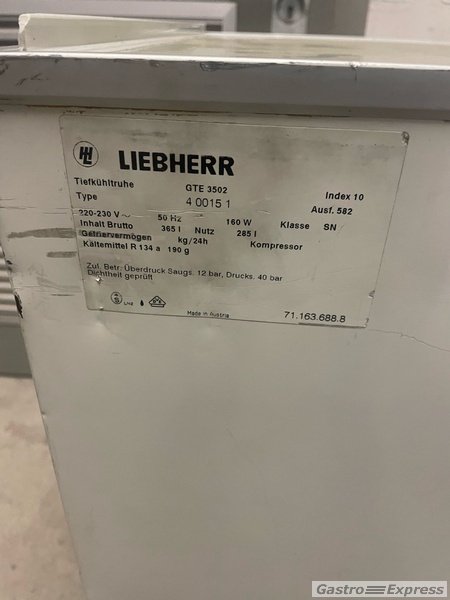 LIEBHERR
Tiefkühltruhe GTE 3502 Index 10
Type 4 0015 1 Ausf. 582
220-230 V ~ 50 Hz 160 W Klasse SN
Inhalt Brutto 365 l Nutz 285 l
Gefriervermögen kg/24h Kompressor
Kältemittel R 134 a 190 g
Zul. Betr. Überdruck Saugs. 12 bar, Drucks. 40 bar
Dichtheit geprüft
Made in Austria 71.163.688.8
Gastro Express